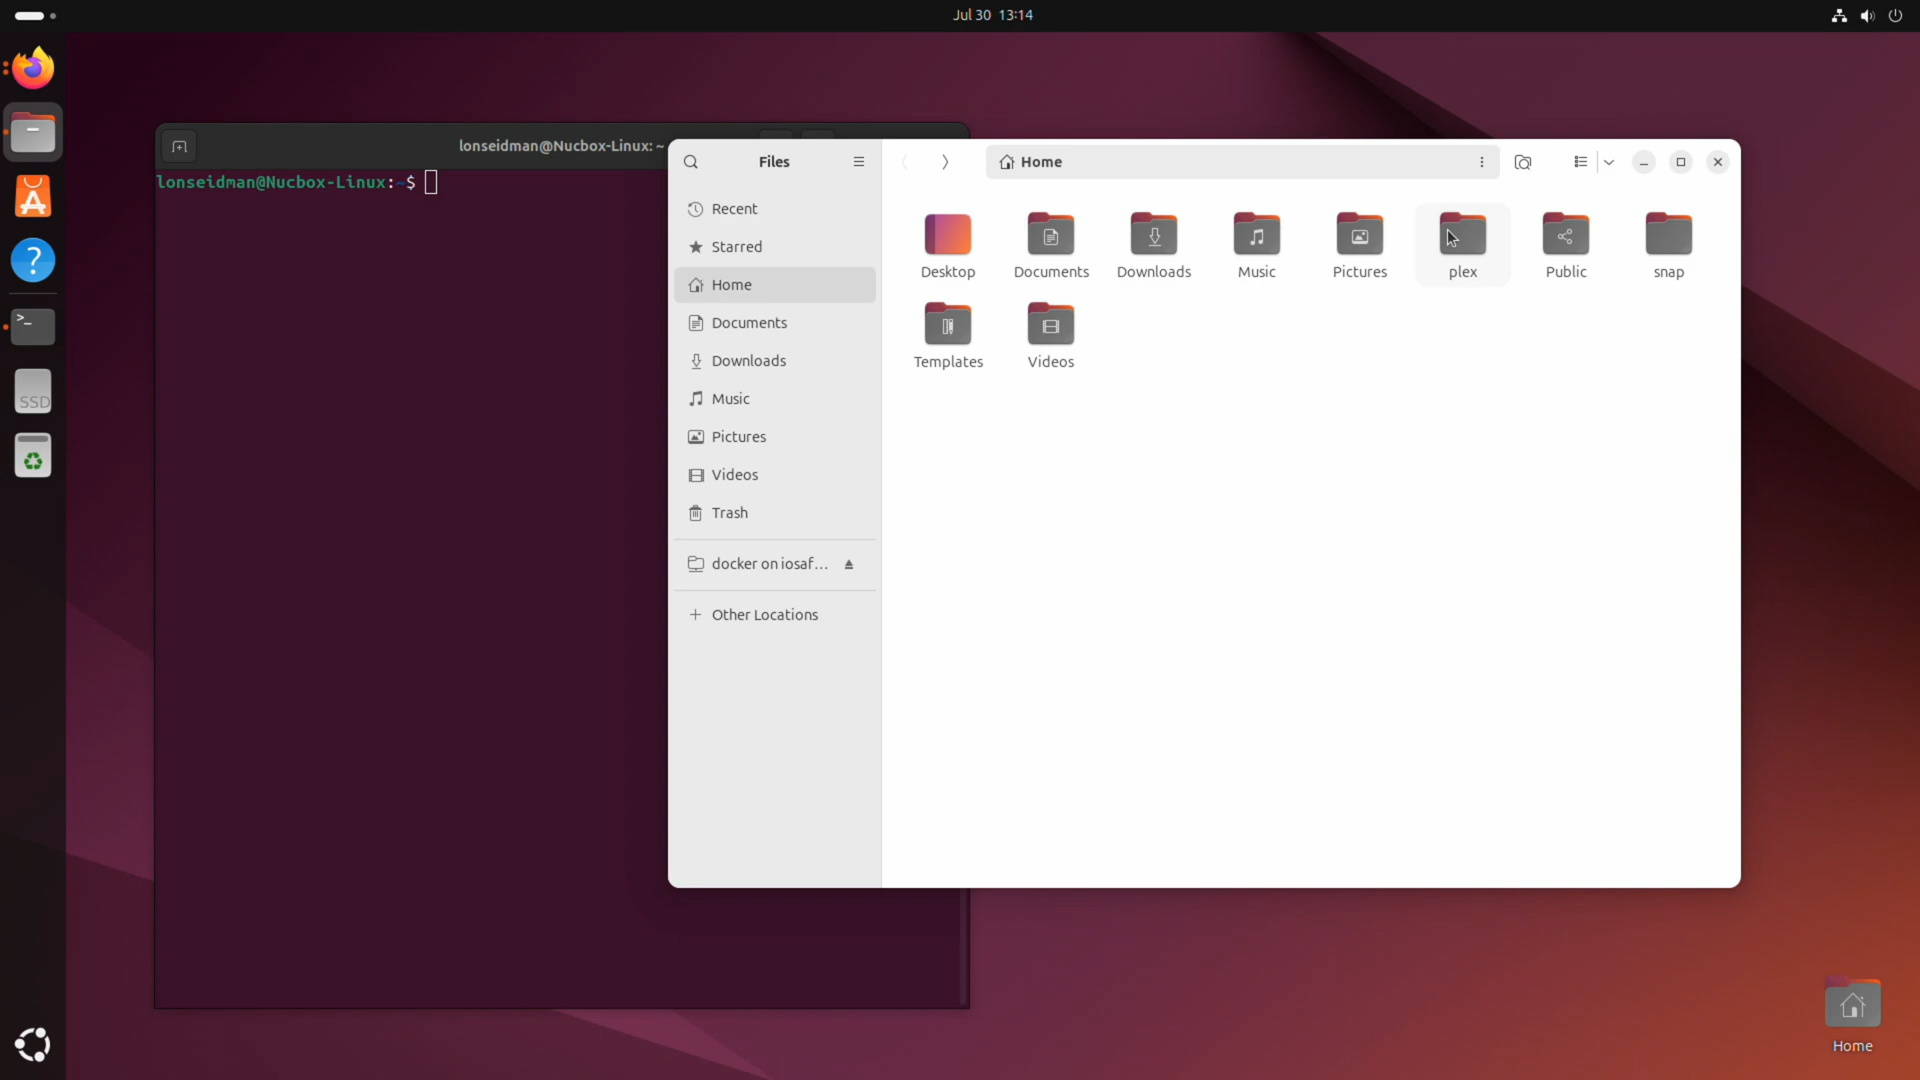 Jul 30 13:14
lonseidman@Nucbox-Linux: ~
lonseidman@Nucbox-Linux:~$
Files
Home
Recent
Starred
Home
Documents
Downloads
Music
Pictures
Videos
Trash
docker on iosaf...
Other Locations
Desktop
Documents
Downloads
Music
Pictures
plex
Public
snap
Templates
Videos
SSD
Home